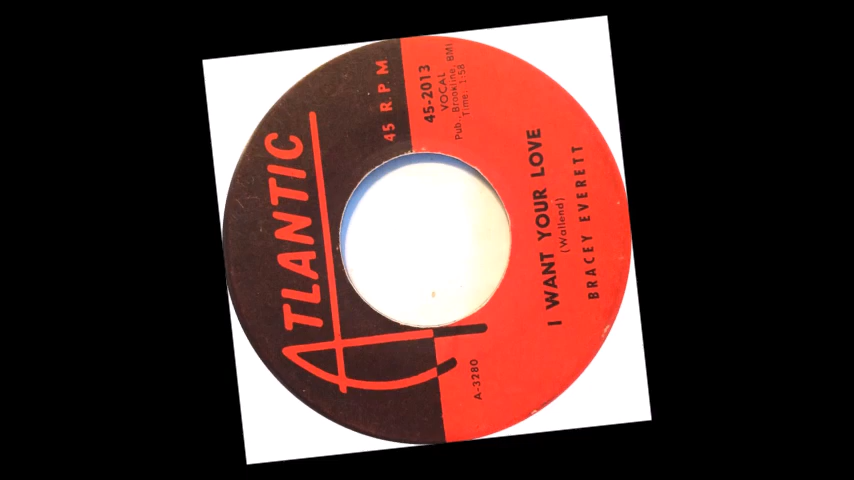 ATLANTIC
45 R.P.M.
45-2013
VOCAL
Pub., Brookline, BMI
Time: 1:58
A-3280
I WANT YOUR LOVE
(Wallend)
BRACEY EVERETT